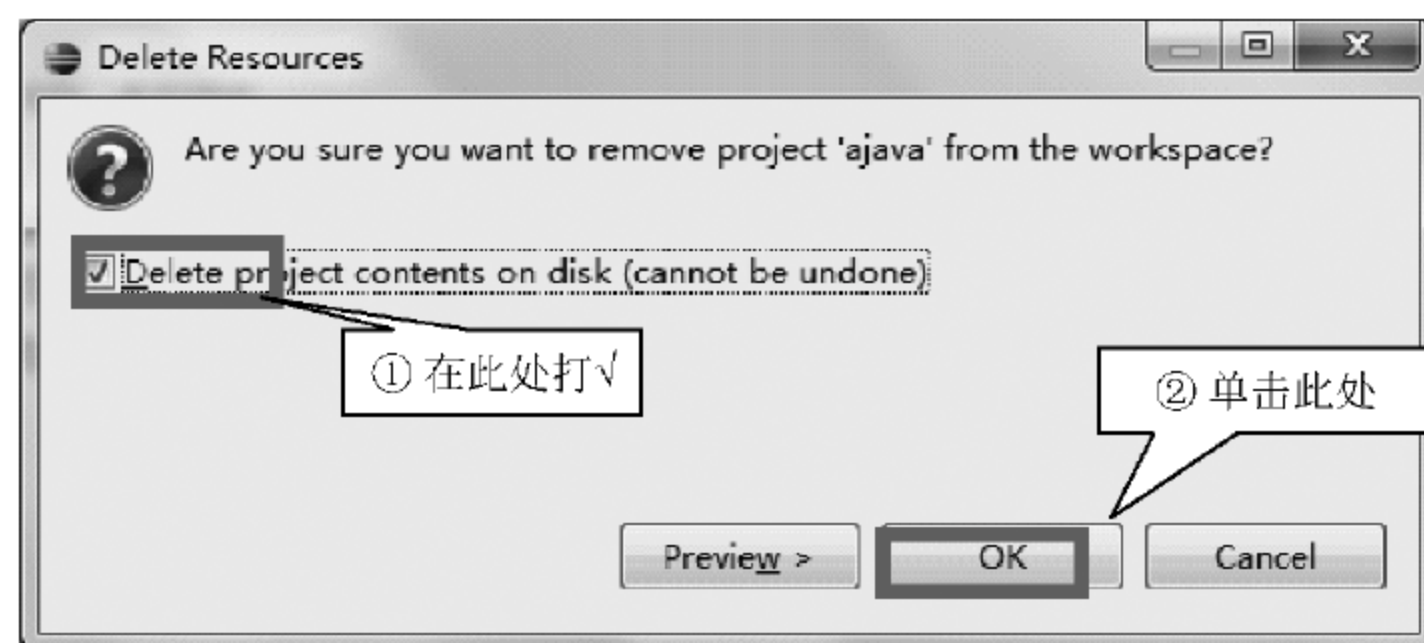 Delete Resources
Are you sure you want to remove project 'ajava' from the workspace?
Delete project contents on disk (cannot be undone)
① 在此处打√
② 单击此处
Preview >
OK
Cancel